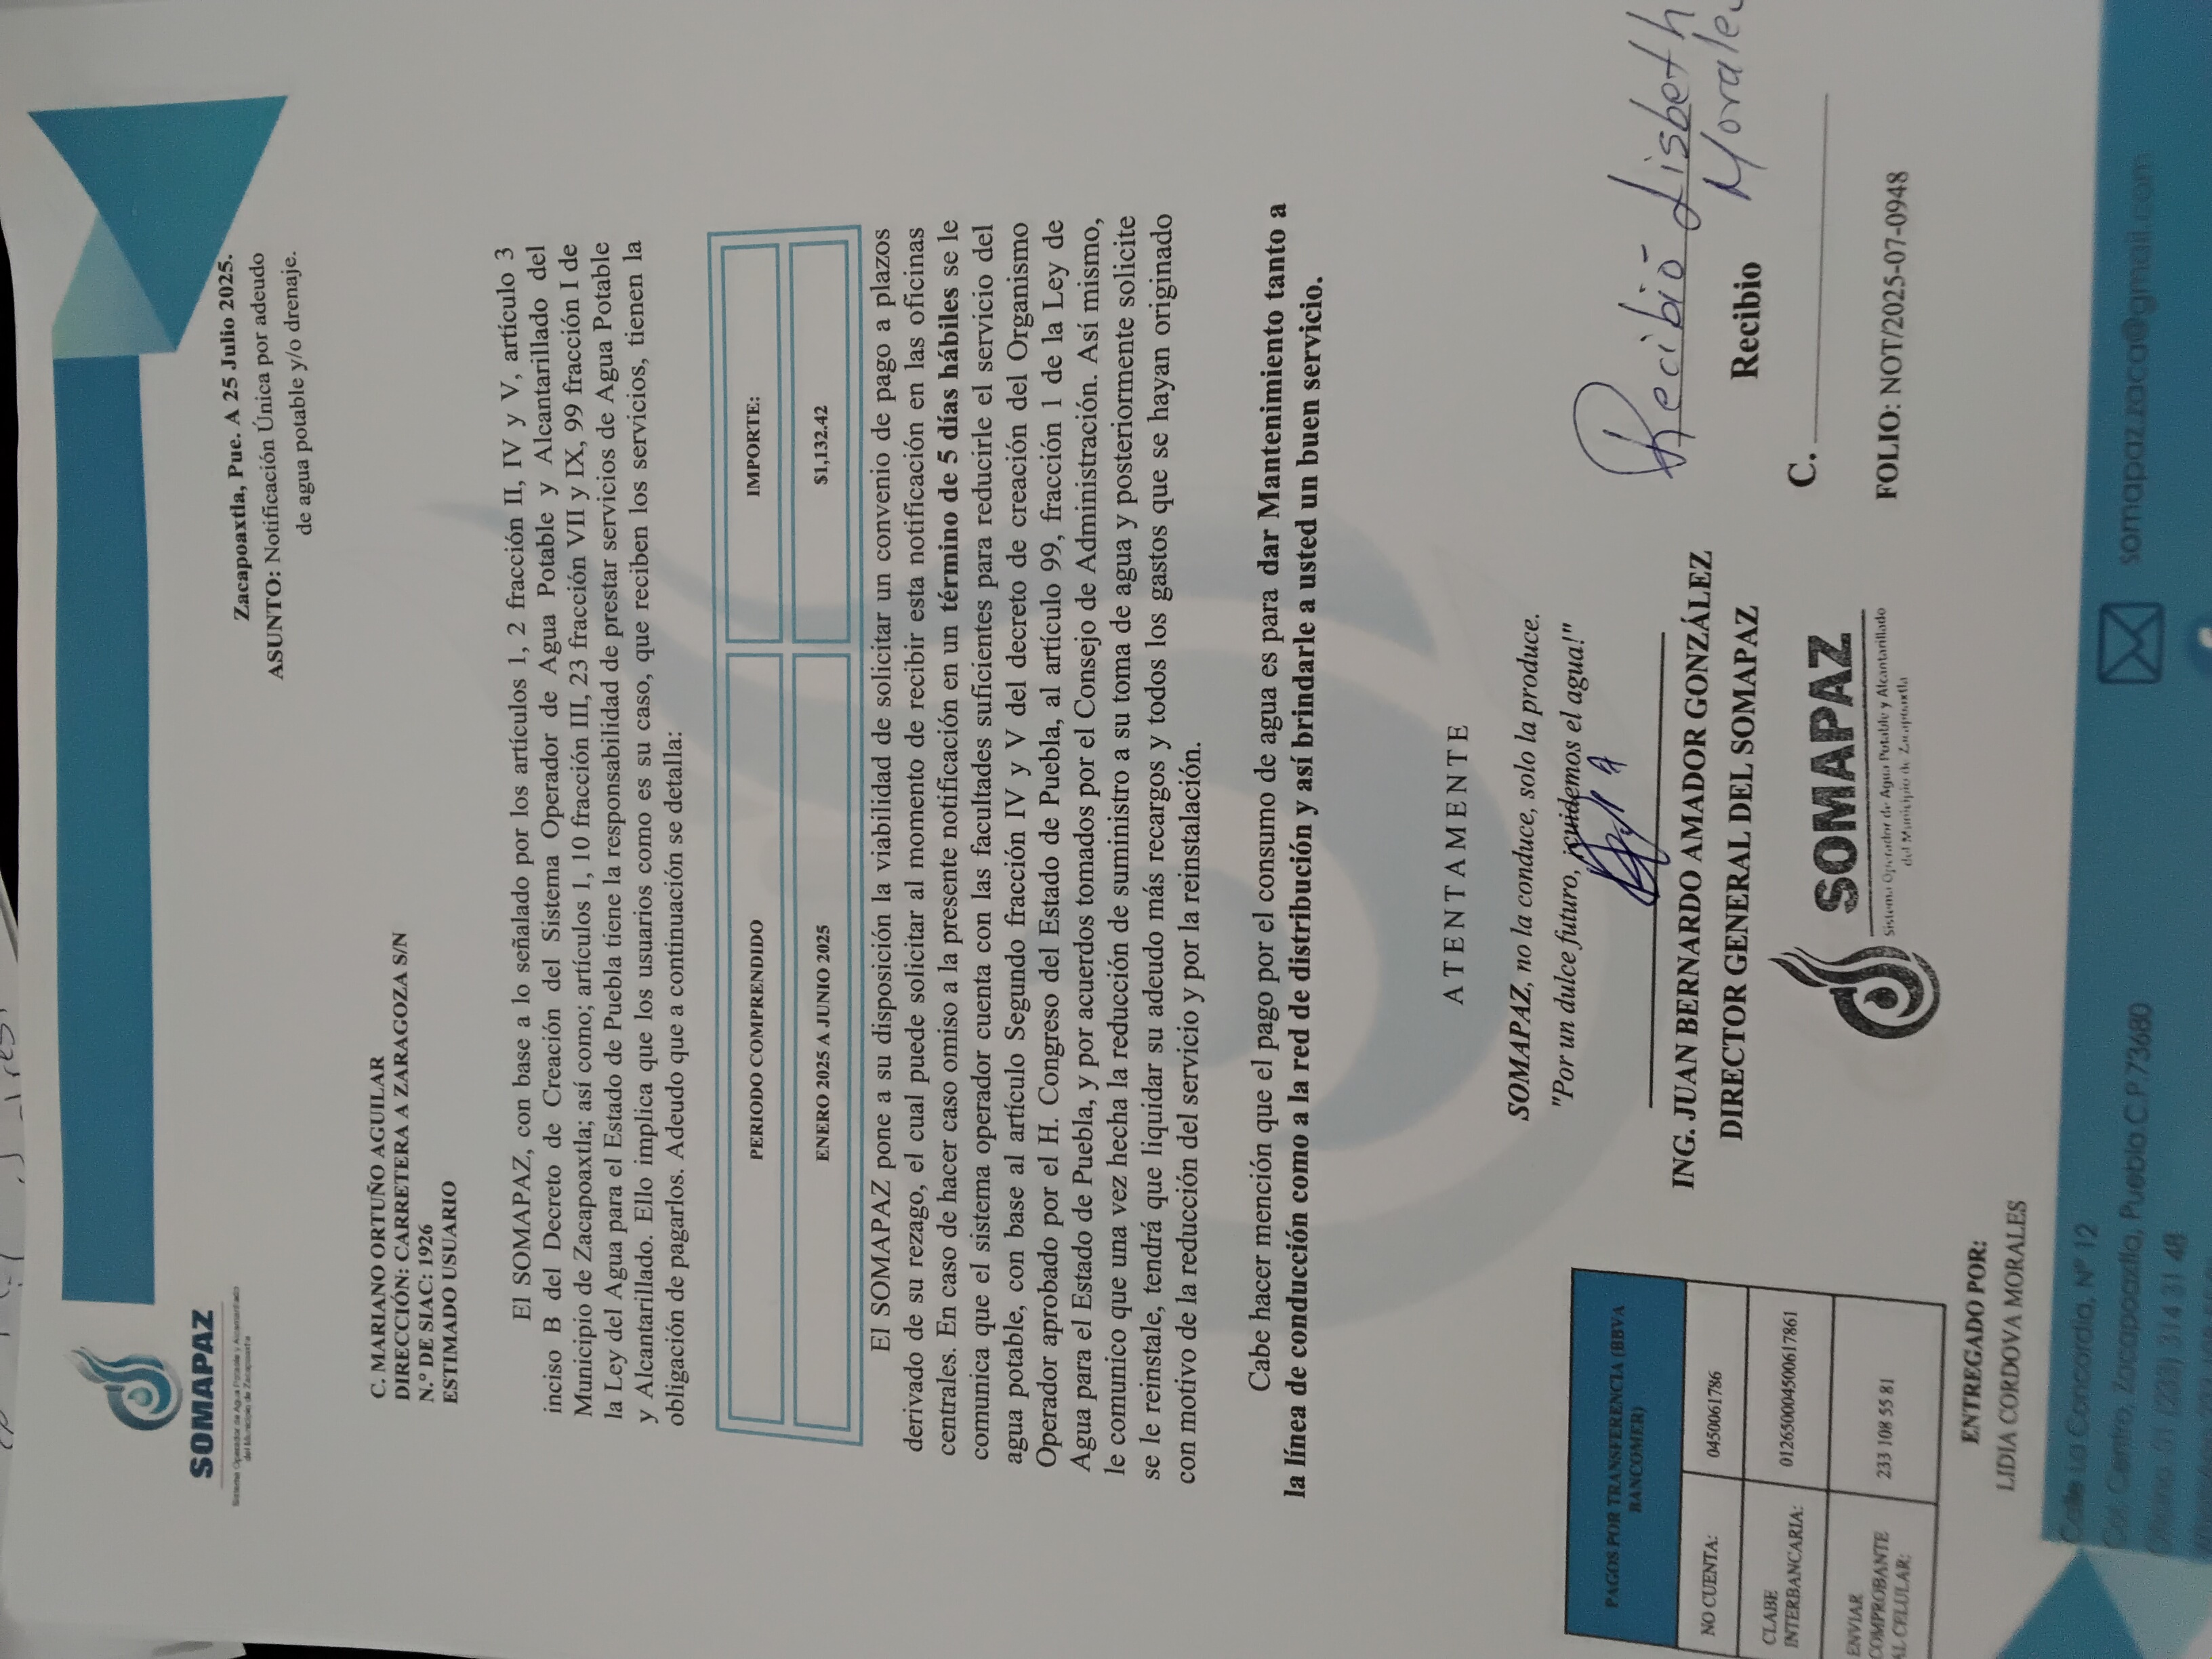 SOMAPAZ
Sistema Operador de Agua Potable y Alcantarillado
del Municipio de Zacapoaxtla
Zacapoaxtla, Pue. A 25 Julio 2025.
ASUNTO: Notificación Única por adeudo
de agua potable y/o drenaje.
C. MARIANO ORTUÑO AGUILAR
DIRECCIÓN: CARRETERA A ZARAGOZA S/N
N.º DE SIAC: 1926
ESTIMADO USUARIO
El SOMAPAZ, con base a lo señalado por los artículos 1, 2 fracción II, IV y V, artículo 3
inciso B del Decreto de Creación del Sistema Operador de Agua Potable y Alcantarillado del
Municipio de Zacapoaxtla; así como; artículos 1, 10 fracción III, 23 fracción VII y IX, 99 fracción I de
la Ley del Agua para el Estado de Puebla tiene la responsabilidad de prestar servicios de Agua Potable
y Alcantarillado. Ello implica que los usuarios como es su caso, que reciben los servicios, tienen la
obligación de pagarlos. Adeudo que a continuación se detalla:
PERIODO COMPRENDIDO IMPORTE:
ENERO 2025 A JUNIO 2025 $1,132.42
El SOMAPAZ pone a su disposición la viabilidad de solicitar un convenio de pago a plazos
derivado de su rezago, el cual puede solicitar al momento de recibir esta notificación en las oficinas
centrales. En caso de hacer caso omiso a la presente notificación en un término de 5 días hábiles se le
comunica que el sistema operador cuenta con las facultades suficientes para reducirle el servicio del
agua potable, con base al artículo Segundo fracción IV y V del decreto de creación del Organismo
Operador aprobado por el H. Congreso del Estado de Puebla, al artículo 99, fracción 1 de la Ley de
Agua para el Estado de Puebla, y por acuerdos tomados por el Consejo de Administración. Así mismo,
le comunico que una vez hecha la reducción de suministro a su toma de agua y posteriormente solicite
se le reinstale, tendrá que liquidar su adeudo más recargos y todos los gastos que se hayan originado
con motivo de la reducción del servicio y por la reinstalación.
Cabe hacer mención que el pago por el consumo de agua es para dar Mantenimiento tanto a
la línea de conducción como a la red de distribución y así brindarle a usted un buen servicio.
ATENTAMENTE
SOMAPAZ, no la conduce, solo la produce.
"Por un dulce futuro, ¡cuidemos el agua!"
ING. JUAN BERNARDO AMADOR GONZÁLEZ
DIRECTOR GENERAL DEL SOMAPAZ
SOMAPAZ
Sistema Operador de Agua Potable y Alcantarillado
del Municipio de Zacapoaxtla
PAGOS POR TRANSFERENCIA (BBVA
BANCOMER)
NO CUENTA: 0450061786
CLABE
INTERBANCARIA: 012650004500617861
ENVIAR
COMPROBANTE
AL CELULAR: 233 108 55 81
Recibió Lisbeth
Morales
Recibio
C.
FOLIO: NOT/2025-07-0948
ENTREGADO POR:
LIDIA CORDOVA MORALES
Calle La Concordia, Nº 12
Col. Centro, Zacapoaxtla, Puebla.C.P.73680
Oficina: 01 (233) 314 31 48
somapaz.zaca@gmail.com